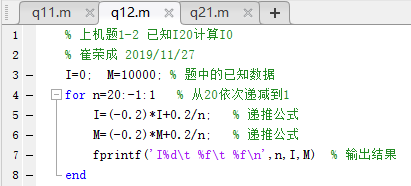 q11.m × q12.m × q21.m × +
1 % 上机题1-2 已知I20计算I0
2 % 崔荣成 2019/11/27
3 - I=0; M=10000; % 题中的已知数据
4 - for n=20:-1:1 % 从20依次递减到1
5 - I=(-0.2)*I+0.2/n; % 递推公式
6 - M=(-0.2)*M+0.2/n; % 递推公式
7 - fprintf('I%d\t %f\t %f\n',n,I,M) % 输出结果
8 - end